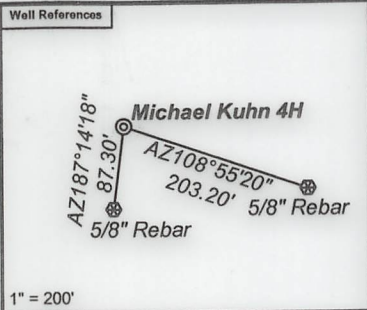 Well References
Michael Kuhn 4H
AZ187°14'18"
87.30'
AZ108°55'20"
203.20'
5/8" Rebar
5/8" Rebar
1" = 200'